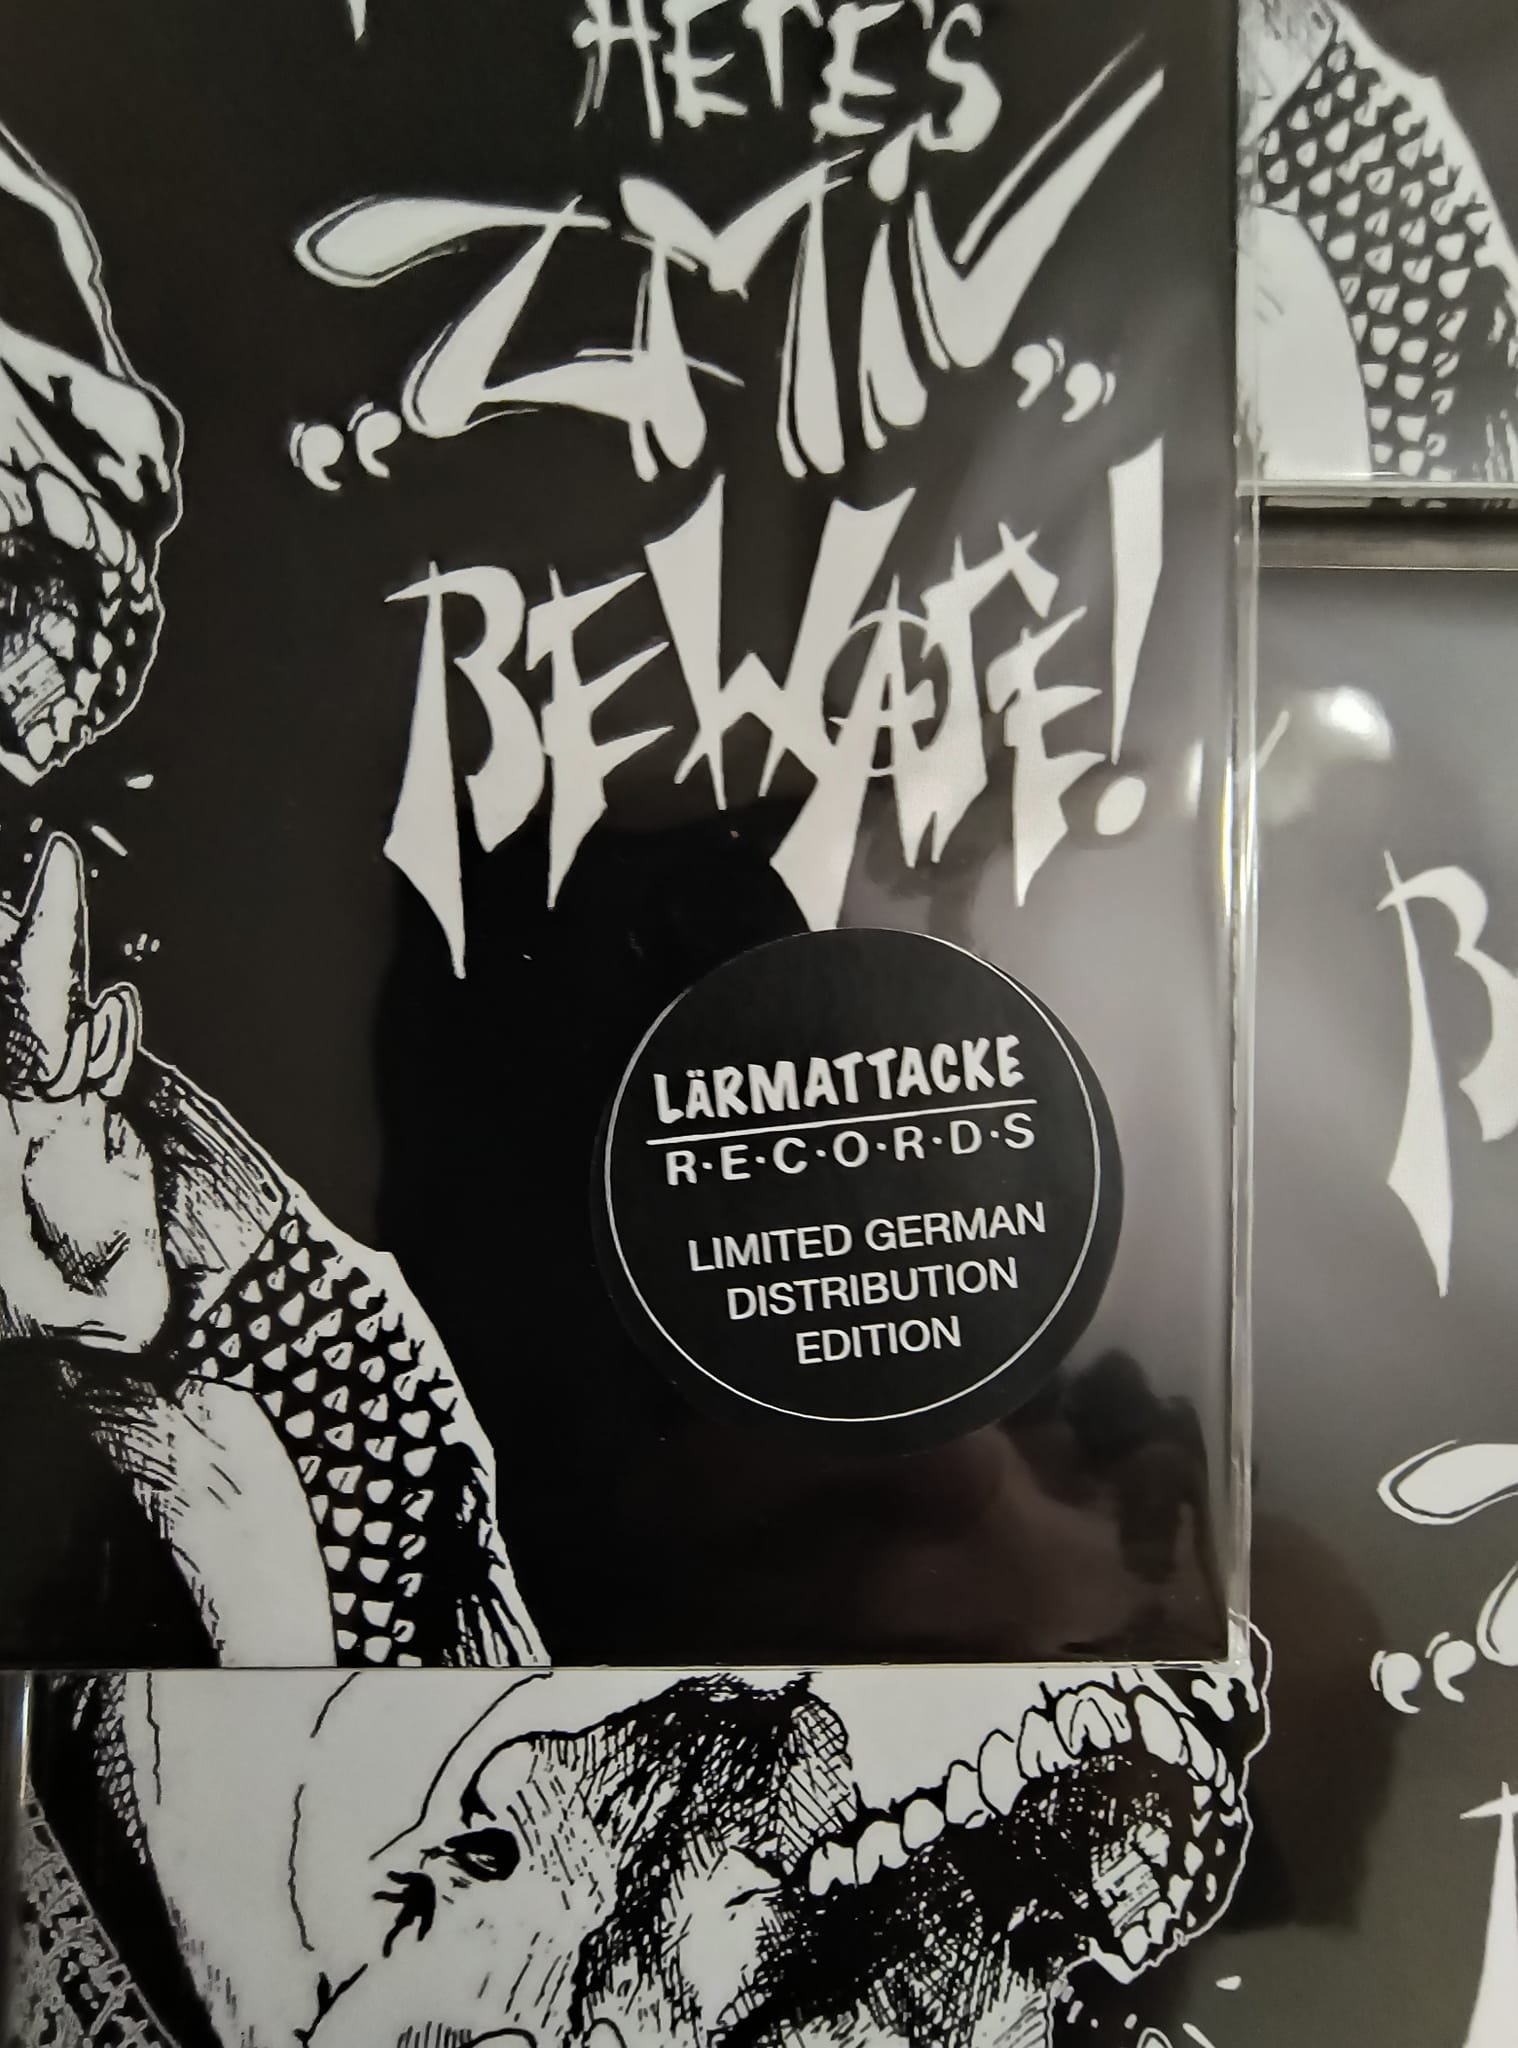 HERE'S
„ZMIV”
BEWARE!
LÄRMATTACKE
R·E·C·O·R·D·S
LIMITED GERMAN
DISTRIBUTION
EDITION
B